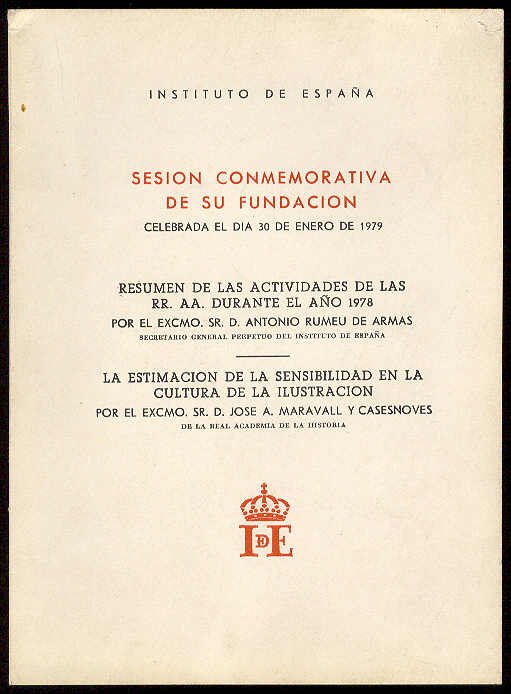 INSTITUTO DE ESPAÑA
SESION CONMEMORATIVA
DE SU FUNDACION
CELEBRADA EL DIA 30 DE ENERO DE 1979
RESUMEN DE LAS ACTIVIDADES DE LAS
RR. AA. DURANTE EL AÑO 1978
POR EL EXCMO. SR. D. ANTONIO RUMEU DE ARMAS
SECRETARIO GENERAL PERPETUO DEL INSTITUTO DE ESPAÑA
LA ESTIMACION DE LA SENSIBILIDAD EN LA
CULTURA DE LA ILUSTRACION
POR EL EXCMO. SR. D. JOSE A. MARAVALL Y CASESNOVES
DE LA REAL ACADEMIA DE LA HISTORIA
IDE